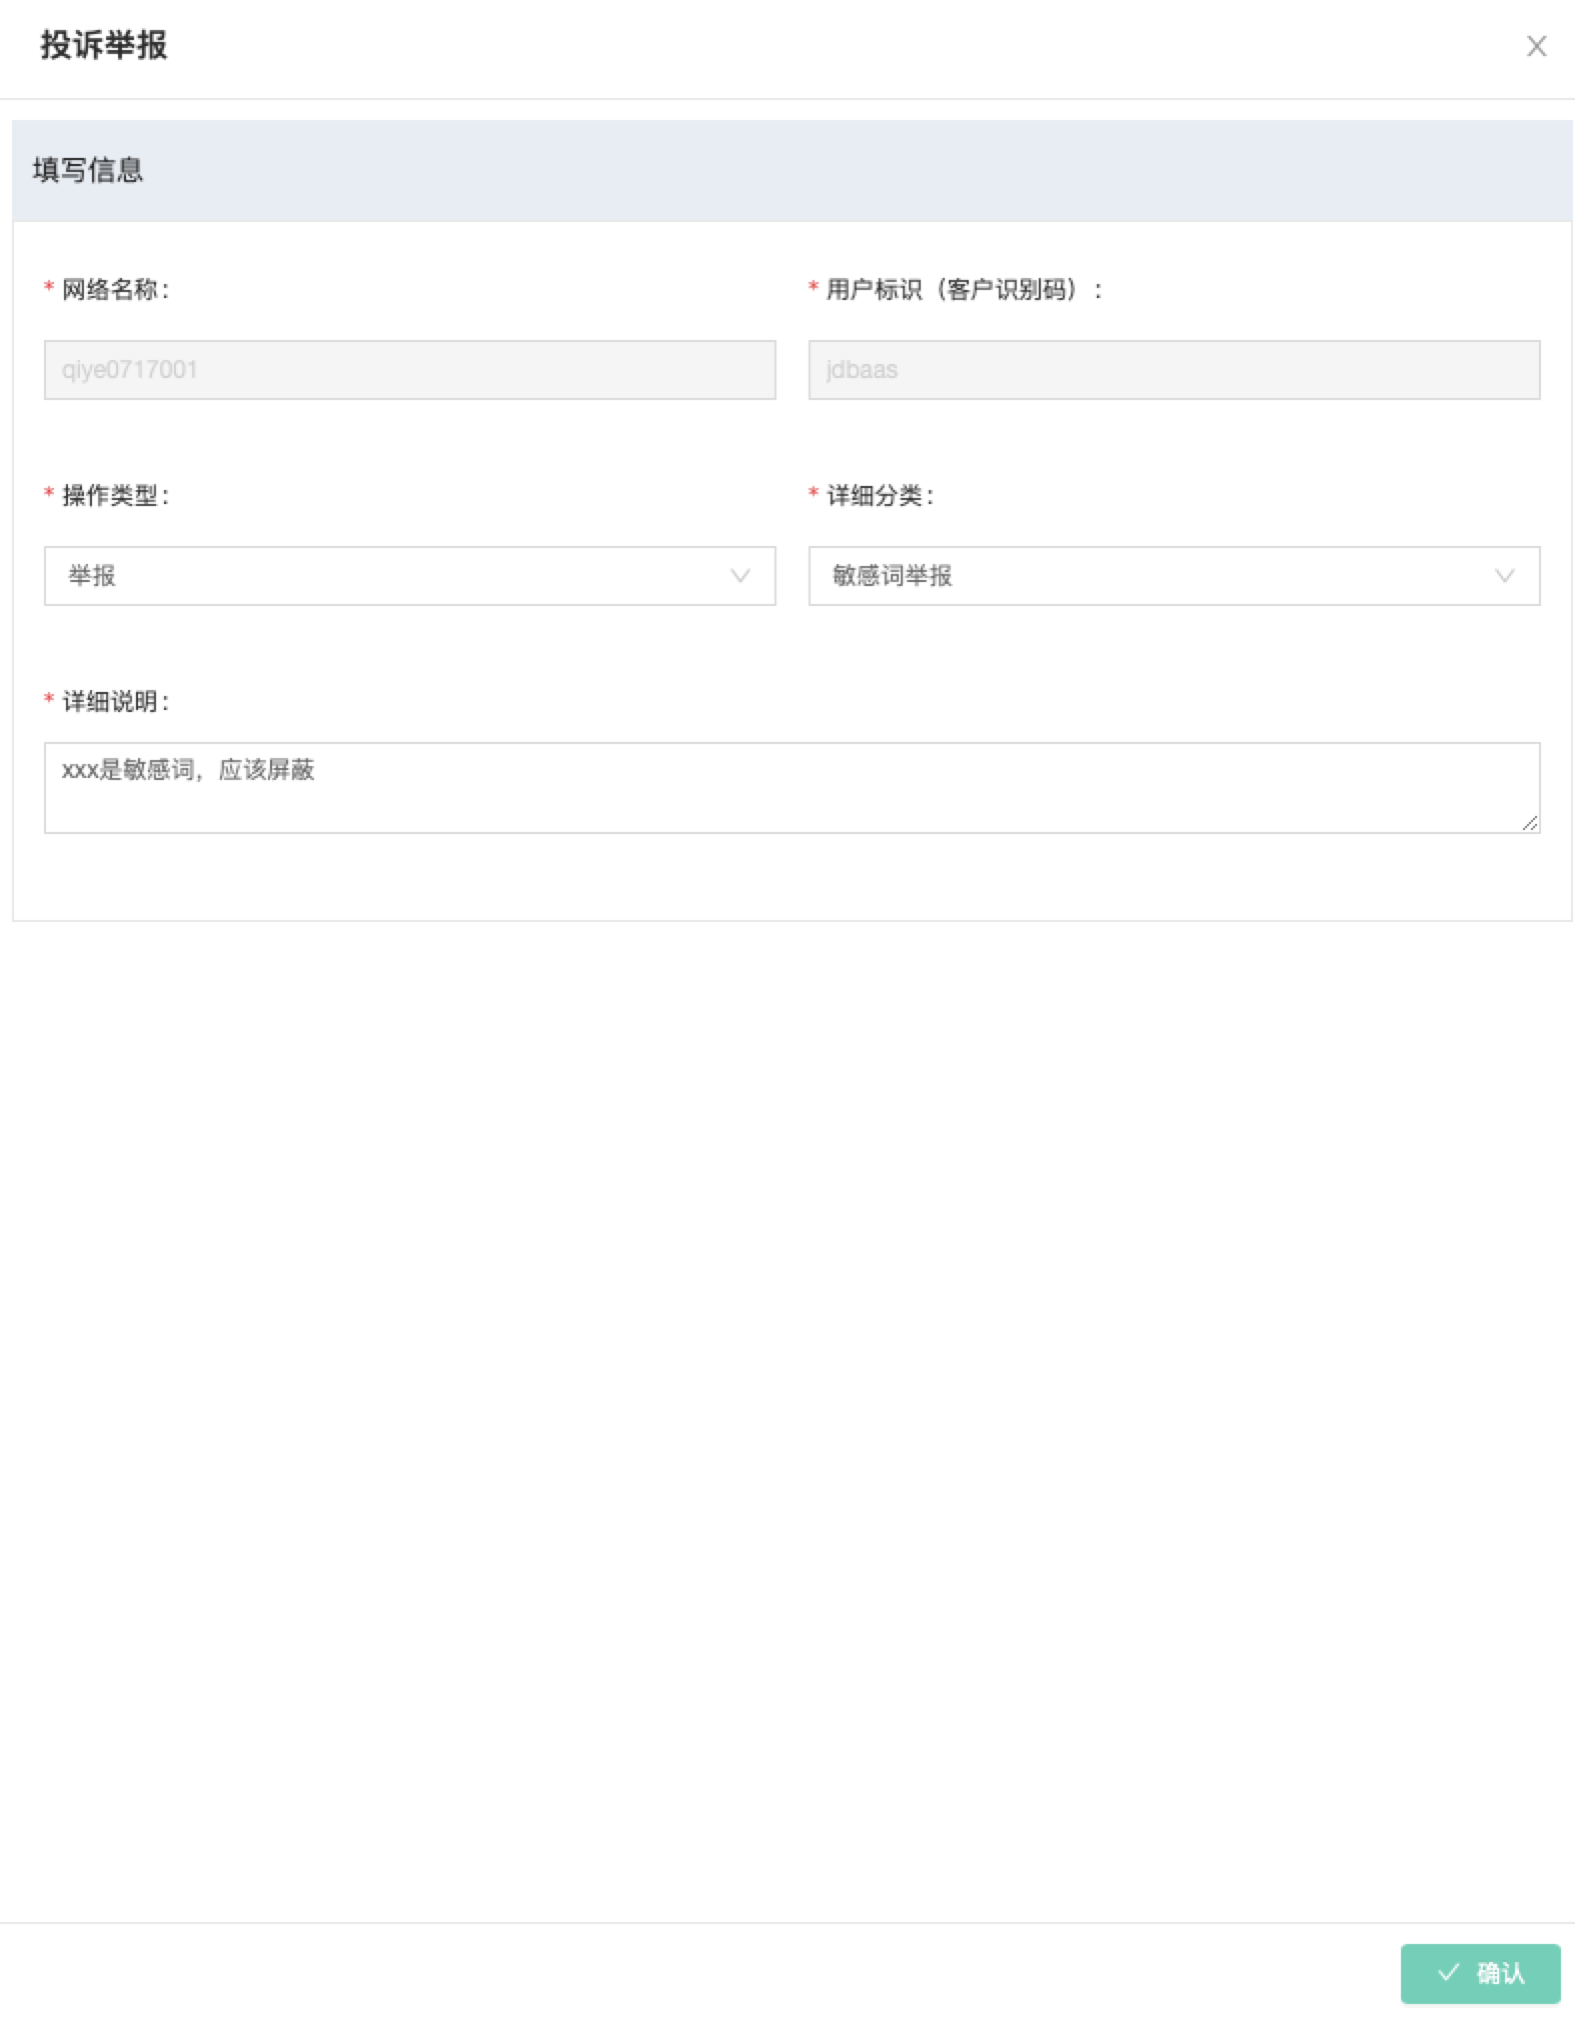 投诉举报
填写信息
* 网络名称:
* 用户标识（客户识别码）:
qiye0717001
jdbaas
* 操作类型:
* 详细分类:
举报
敏感词举报
* 详细说明:
xxx是敏感词，应该屏蔽
确认